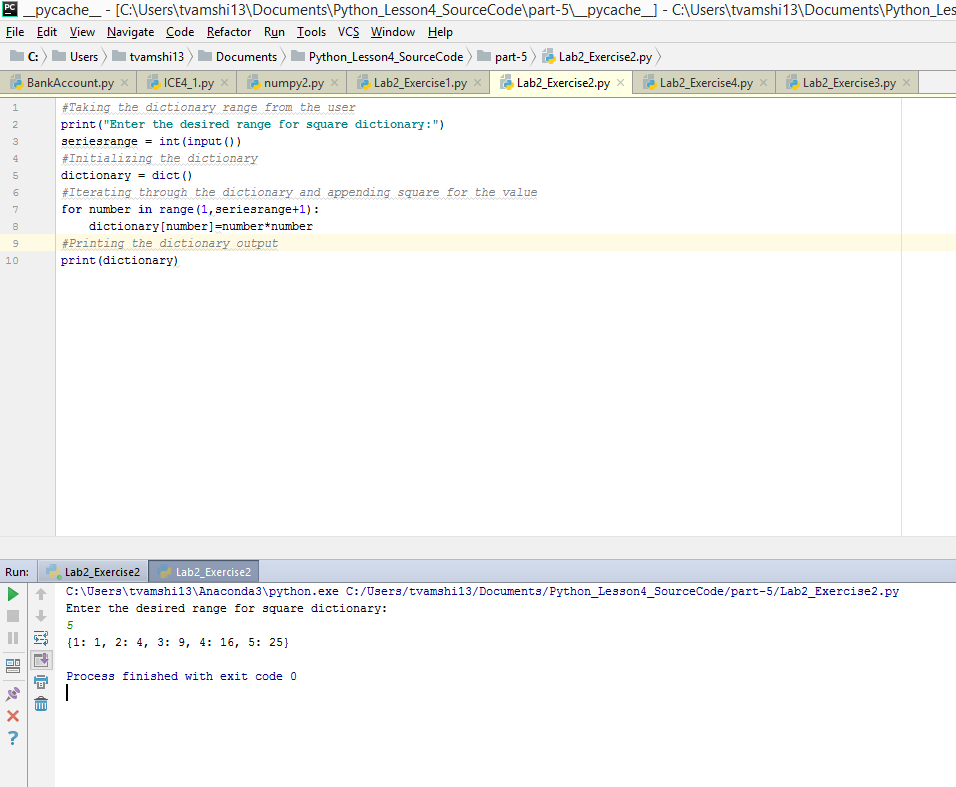 PC __pycache__ - [C:\Users\tvamshi13\Documents\Python_Lesson4_SourceCode\part-5\__pycache__] - C:\Users\tvamshi13\Documents\Python_Les
File Edit View Navigate Code Refactor Run Tools VCS Window Help
C: Users tvamshi13 Documents Python_Lesson4_SourceCode part-5 Lab2_Exercise2.py
BankAccount.py ICE4_1.py numpy2.py Lab2_Exercise1.py Lab2_Exercise2.py Lab2_Exercise4.py Lab2_Exercise3.py
1 #Taking the dictionary range from the user
2 print("Enter the desired range for square dictionary:")
3 seriesrange = int(input())
4 #Initializing the dictionary
5 dictionary = dict()
6 #Iterating through the dictionary and appending square for the value
7 for number in range(1,seriesrange+1):
8     dictionary[number]=number*number
9 #Printing the dictionary output
10 print(dictionary)
Run: Lab2_Exercise2 Lab2_Exercise2
C:\Users\tvamshi13\Anaconda3\python.exe C:/Users/tvamshi13/Documents/Python_Lesson4_SourceCode/part-5/Lab2_Exercise2.py
Enter the desired range for square dictionary:
5
{1: 1, 2: 4, 3: 9, 4: 16, 5: 25}
Process finished with exit code 0
?